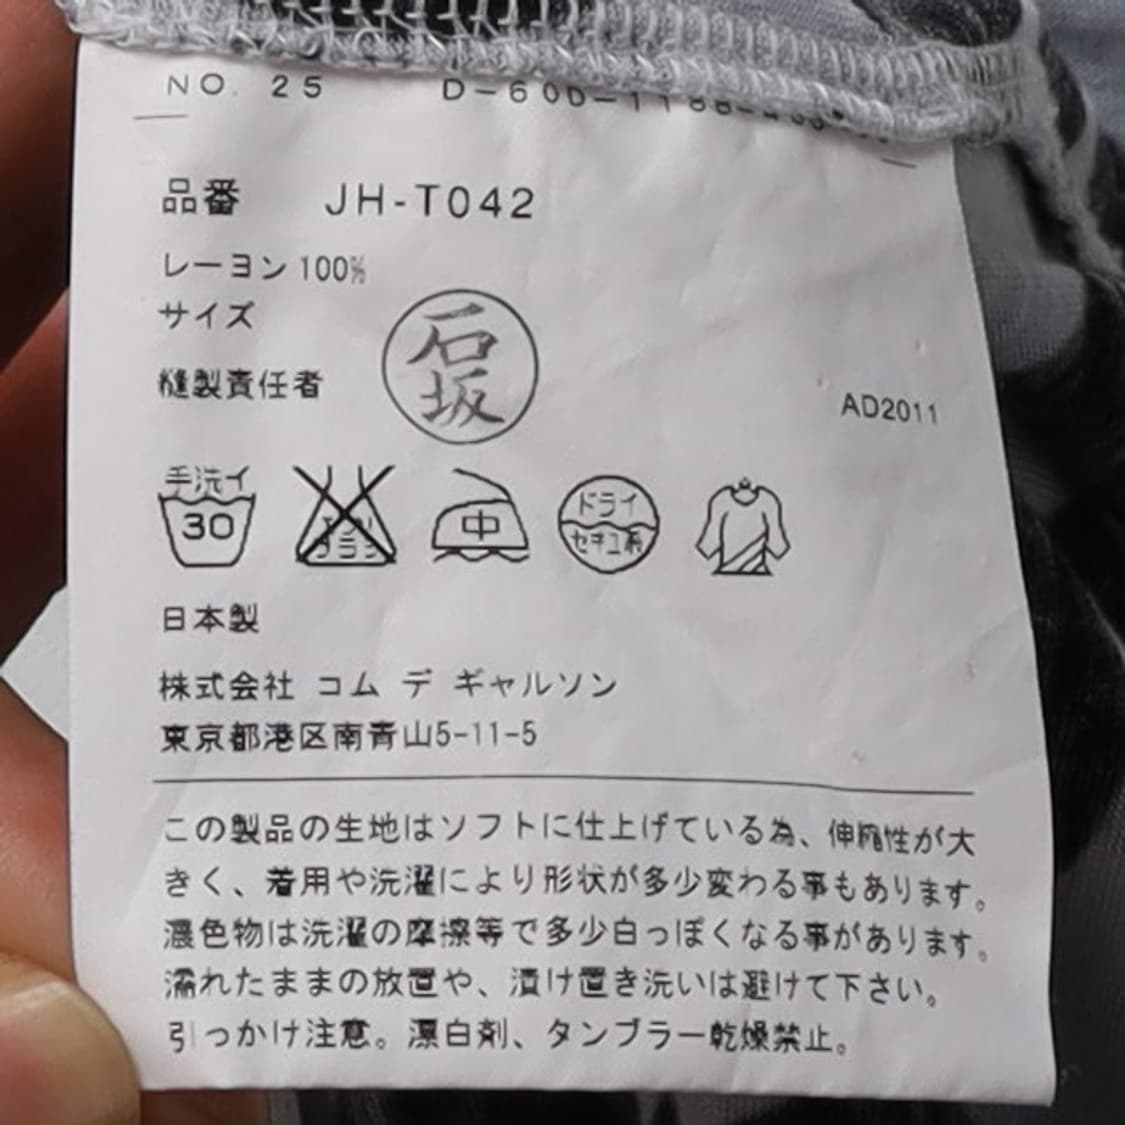 NO. 25
品番 JH-T042
レーヨン 100%
サイズ
縫製責任者
石坂
AD2011
手洗イ
30
エンソ
サラシ
中
ドライ
セキユ系
日本製
株式会社 コム デ ギャルソン
東京都港区南青山5-11-5
この製品の生地はソフトに仕上げている為、伸縮性が大
きく、着用や洗濯により形状が多少変わる事もあります。
濃色物は洗濯の摩擦等で多少白っぽくなる事があります。
濡れたままの放置や、漬け置き洗いは避けて下さい。
引っかけ注意。漂白剤、タンブラー乾燥禁止。